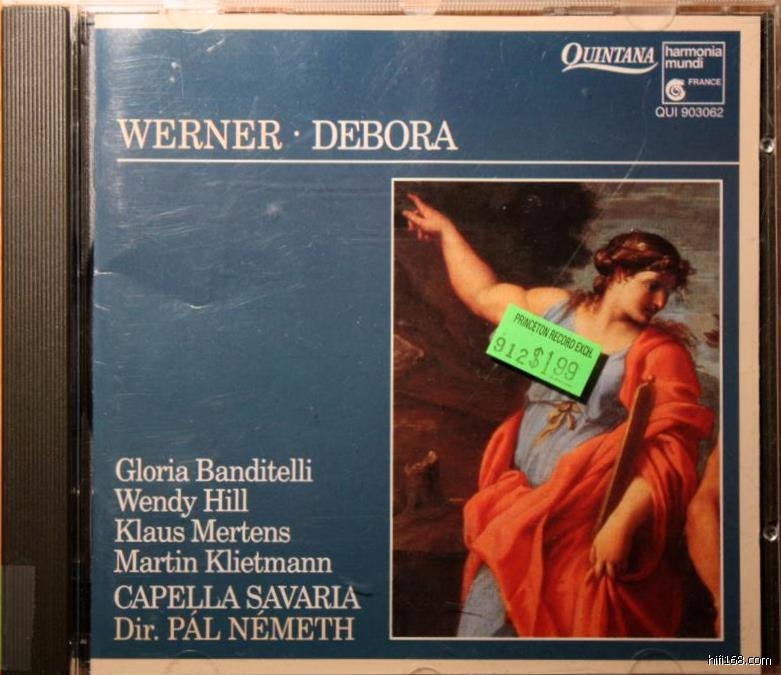 QUINTANA
harmonia
mundi
FRANCE
QUI 903062
WERNER · DEBORA
PRINCETON RECORD EXCH.
912$1.99
Gloria Banditelli
Wendy Hill
Klaus Mertens
Martin Klietmann
CAPELLA SAVARIA
Dir. PÁL NÉMETH
hifi168.com